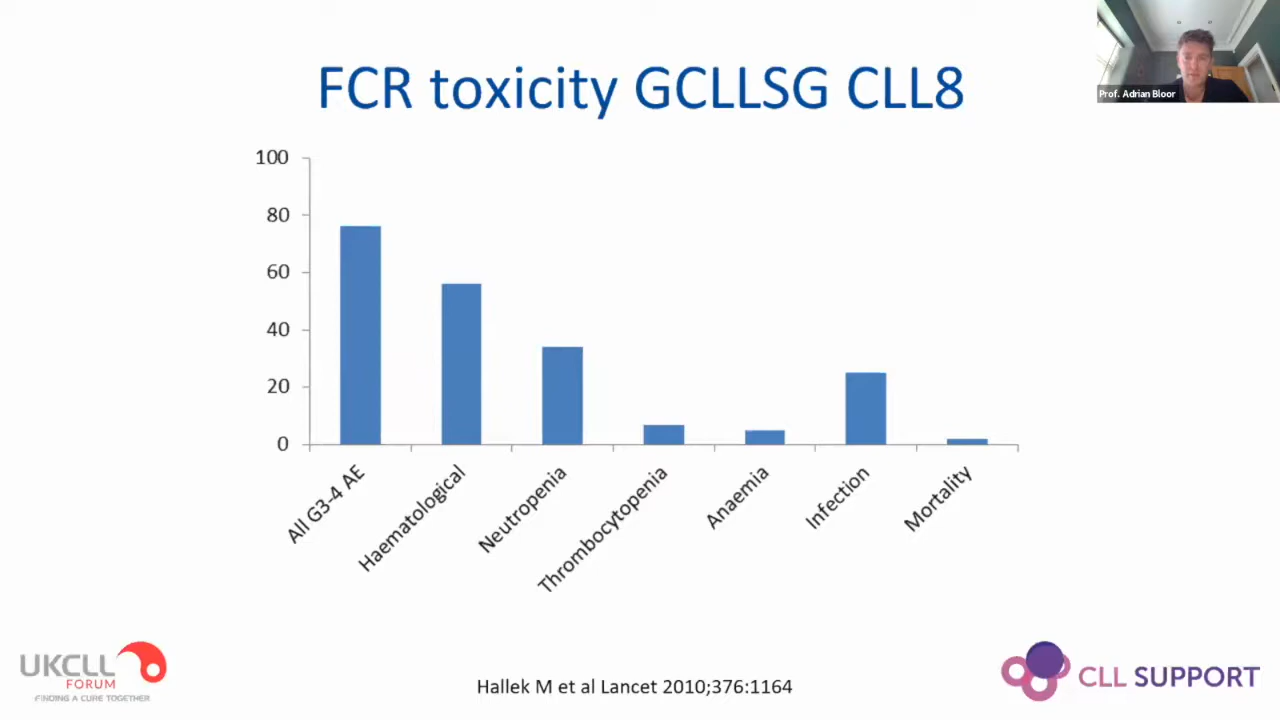 Prof. Adrian Bloor
FCR toxicity GCLLSG CLL8
100
80
60
40
20
0
All G3-4 AE
Haematological
Neutropenia
Thrombocytopenia
Anaemia
Infection
Mortality
UKCLL
FORUM
FINDING A CURE TOGETHER
Hallek M et al Lancet 2010;376:1164
CLL SUPPORT